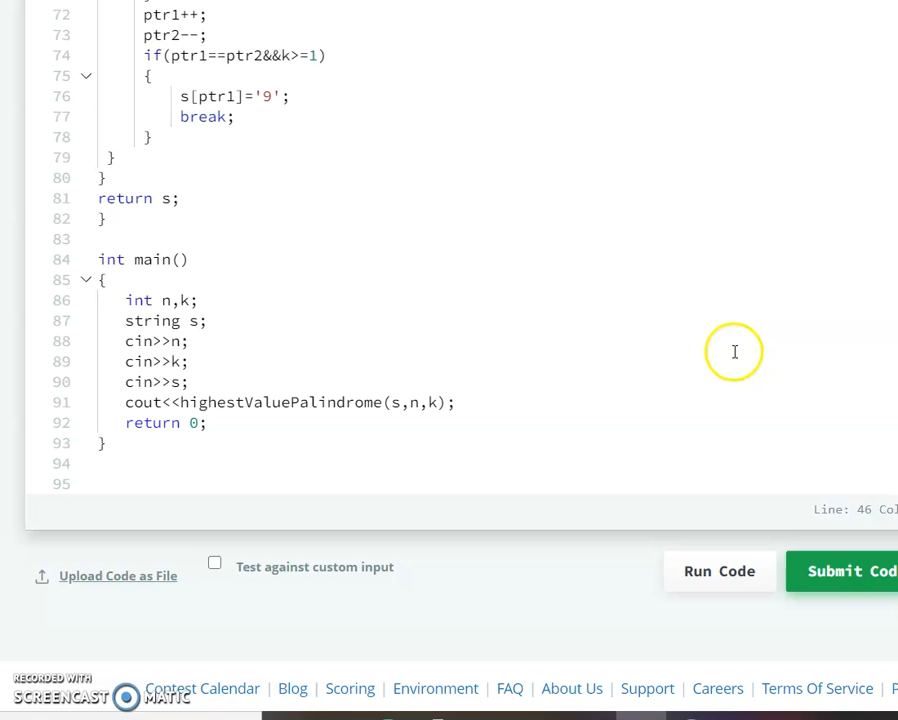 72 ptr1++;
73 ptr2--;
74 if(ptr1==ptr2&&k>=1)
75 {
76 s[ptr1]='9';
77 break;
78 }
79 }
80 }
81 return s;
82 }
83
84 int main()
85 {
86 int n,k;
87 string s;
88 cin>>n;
89 cin>>k;
90 cin>>s;
91 cout<<highestValuePalindrome(s,n,k);
92 return 0;
93 }
94
95
Line: 46 Col
Upload Code as File
Test against custom input
Run Code
Submit Cod
RECORDED WITH
SCREENCAST MATIC
Contest Calendar | Blog | Scoring | Environment | FAQ | About Us | Support | Careers | Terms Of Service |